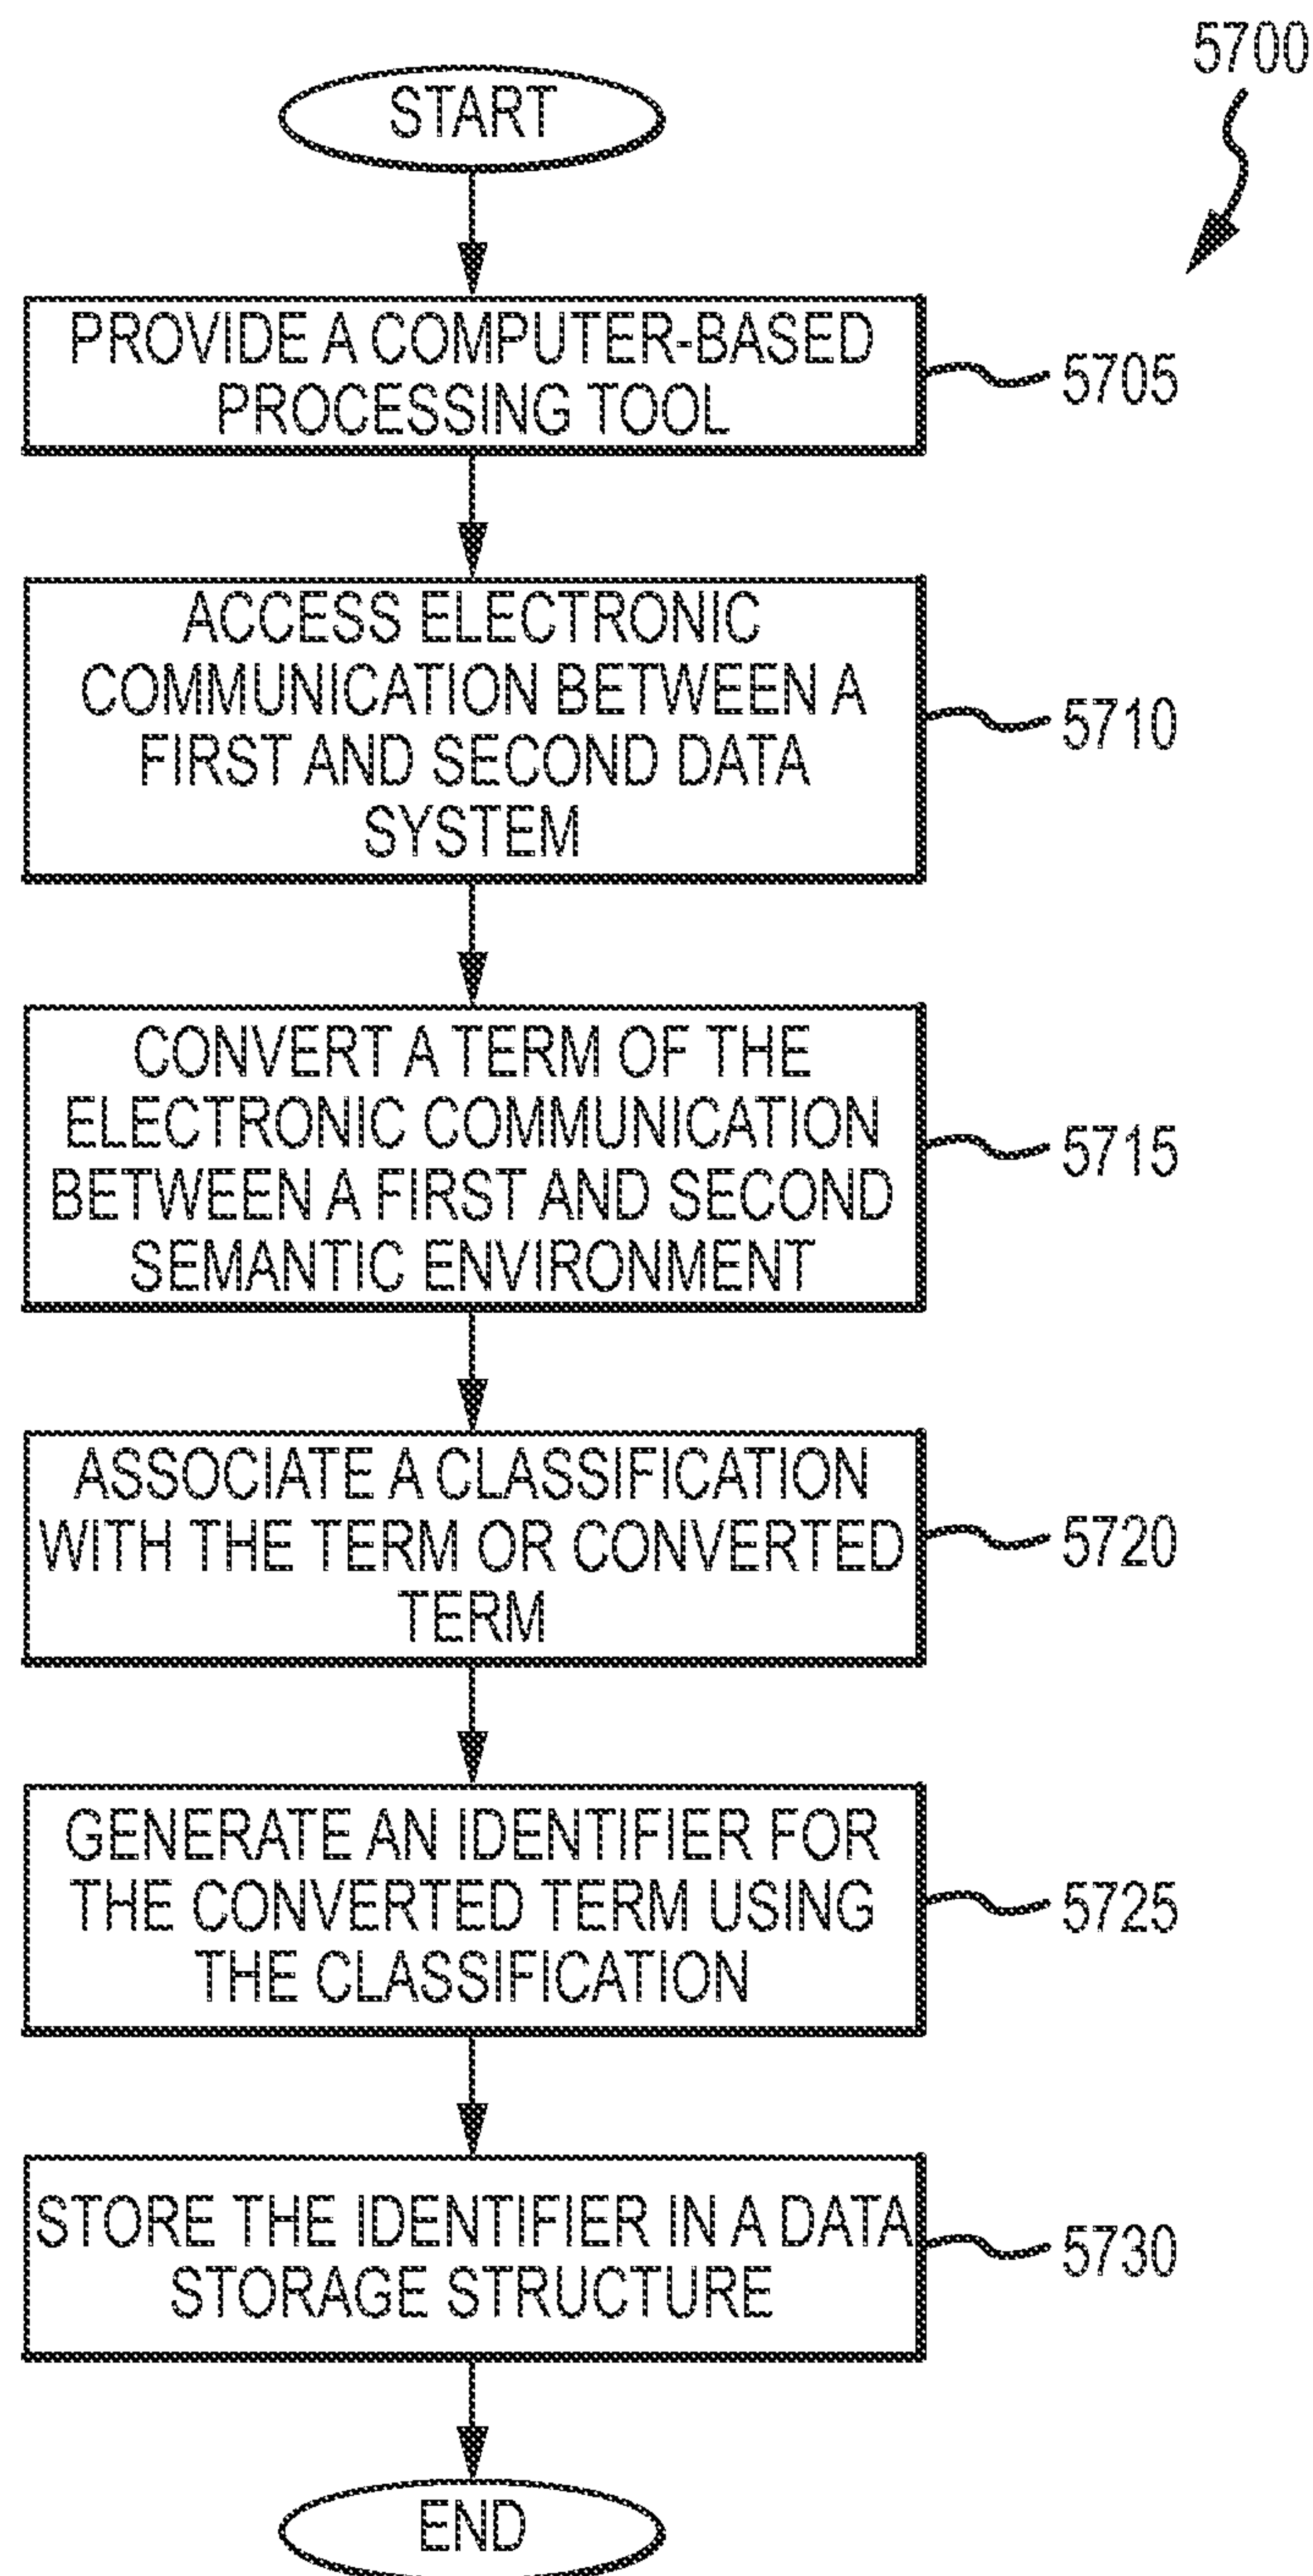 5700
START
PROVIDE A COMPUTER-BASED
PROCESSING TOOL
5705
ACCESS ELECTRONIC
COMMUNICATION BETWEEN A
FIRST AND SECOND DATA
SYSTEM
5710
CONVERT A TERM OF THE
ELECTRONIC COMMUNICATION
BETWEEN A FIRST AND SECOND
SEMANTIC ENVIRONMENT
5715
ASSOCIATE A CLASSIFICATION
WITH THE TERM OR CONVERTED
TERM
5720
GENERATE AN IDENTIFIER FOR
THE CONVERTED TERM USING
THE CLASSIFICATION
5725
STORE THE IDENTIFIER IN A DATA
STORAGE STRUCTURE
5730
END